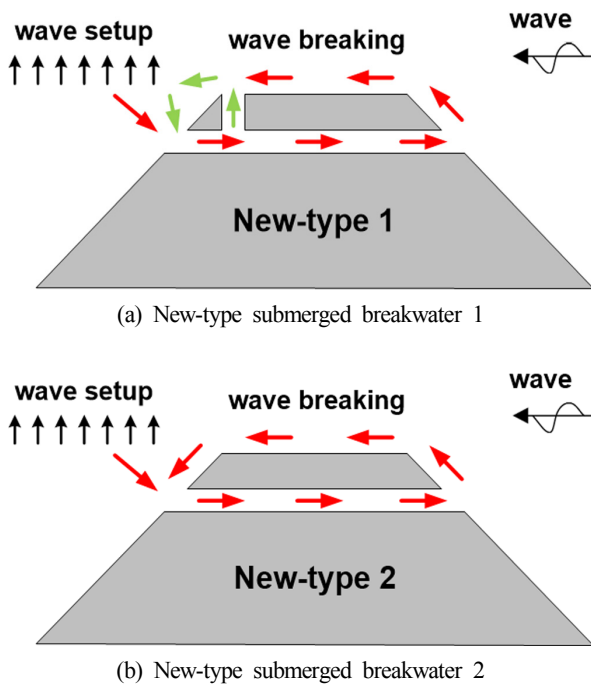 wave setup
wave breaking
wave
New-type 1
(a) New-type submerged breakwater 1
wave setup
wave breaking
wave
New-type 2
(b) New-type submerged breakwater 2